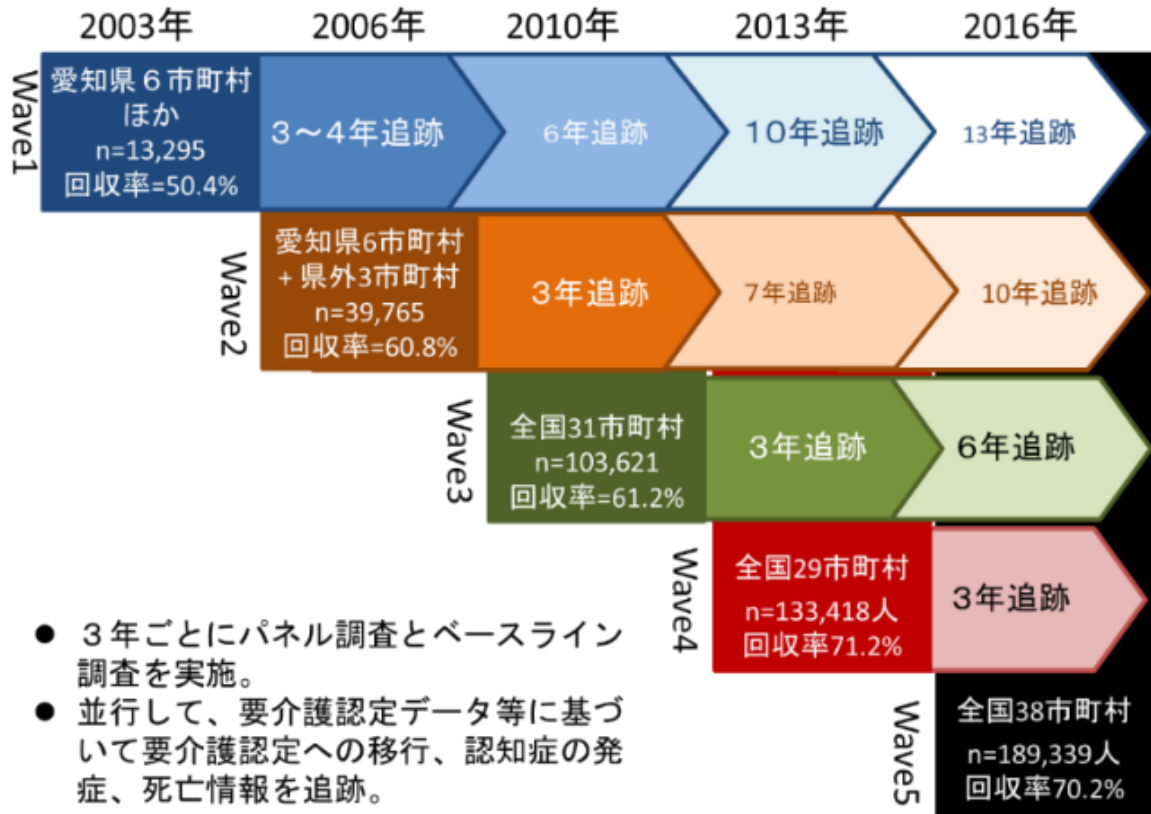 2003年
2006年
2010年
2013年
2016年
Wave1
愛知県６市町村
ほか
n=13,295
回収率=50.4%
３～４年追跡
６年追跡
10年追跡
13年追跡
Wave2
愛知県6市町村
+ 県外3市町村
n=39,765
回収率=60.8%
３年追跡
７年追跡
10年追跡
Wave3
全国31市町村
n=103,621
回収率=61.2%
３年追跡
６年追跡
Wave4
全国29市町村
n=133,418人
回収率71.2%
３年追跡
Wave5
全国38市町村
n=189,339人
回収率70.2%
● ３年ごとにパネル調査とベースライン
調査を実施。
● 並行して、要介護認定データ等に基づ
いて要介護認定への移行、認知症の発
症、死亡情報を追跡。